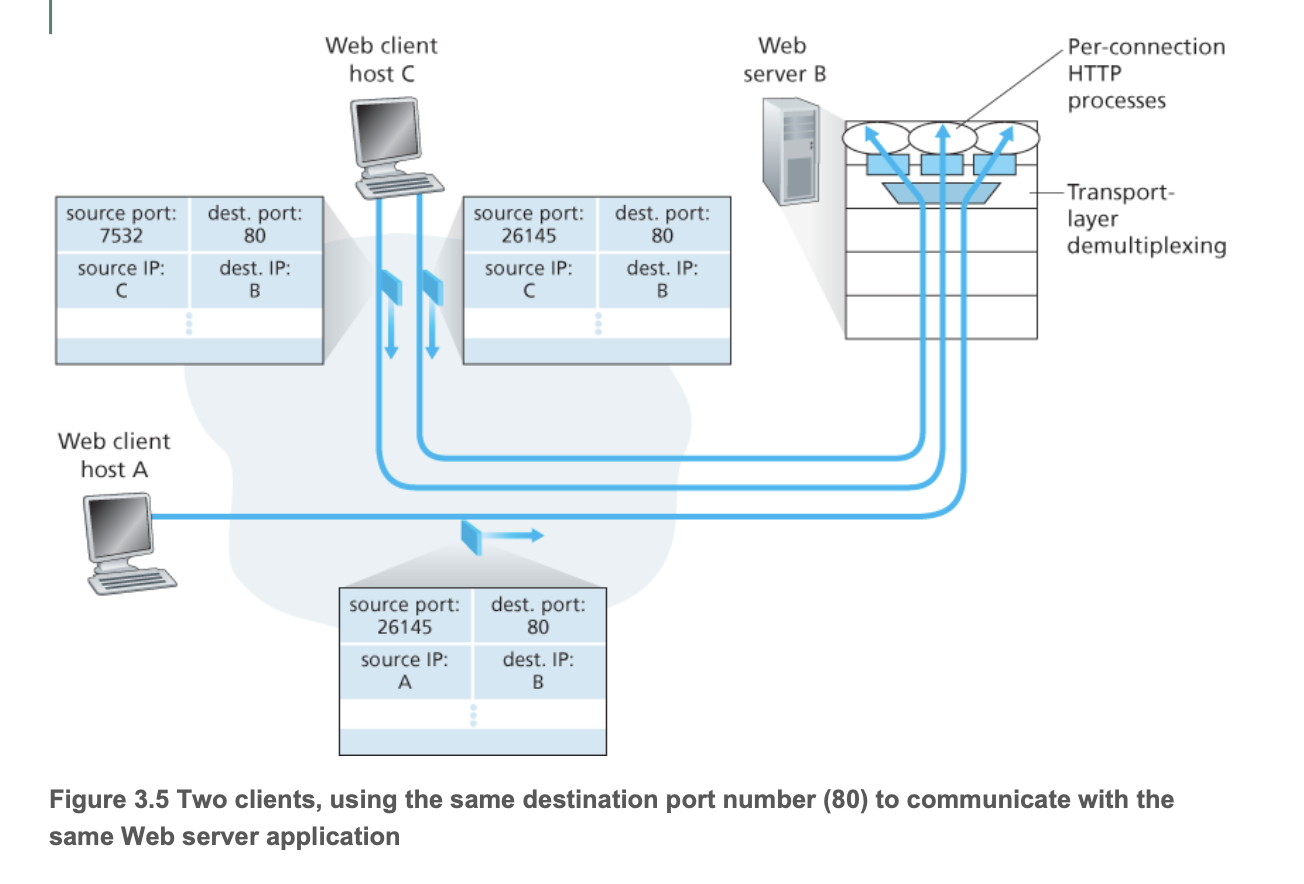 Web client
host C
Web
server B
Per-connection
HTTP
processes
Transport-
layer
demultiplexing
source port:
7532
dest. port:
80
source IP:
C
dest. IP:
B
source port:
26145
dest. port:
80
source IP:
C
dest. IP:
B
Web client
host A
source port:
26145
dest. port:
80
source IP:
A
dest. IP:
B
Figure 3.5 Two clients, using the same destination port number (80) to communicate with the
same Web server application